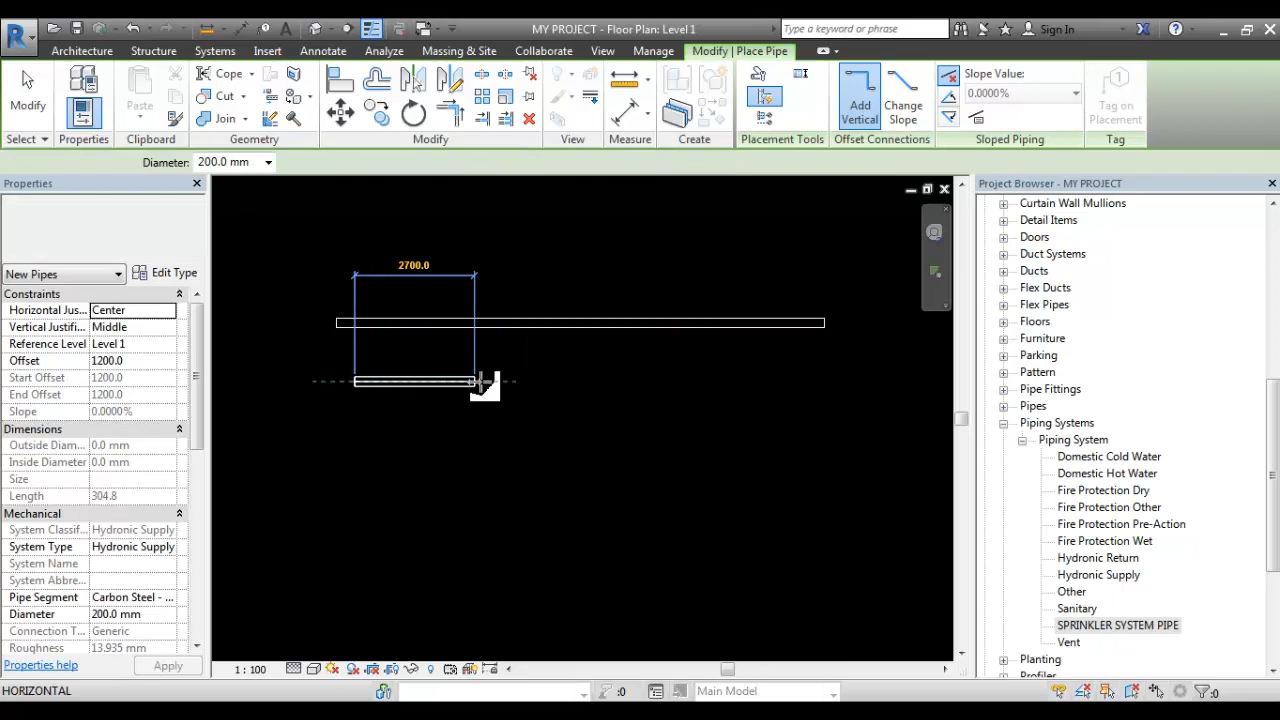 MY PROJECT - Floor Plan: Level 1
Type a keyword or phrase
Sign In
Architecture Structure Systems Insert Annotate Analyze Massing & Site Collaborate View Manage Modify | Place Pipe
Modify
Paste
Cope
Cut
Join
Add Vertical
Change Slope
Slope Value:
0.0000%
Tag on Placement
Select Properties Clipboard Geometry Modify View Measure Create Placement Tools Offset Connections Sloped Piping Tag
Diameter: 200.0 mm
Properties
New Pipes
Edit Type
Constraints
Horizontal Jus... Center
Vertical Justifi... Middle
Reference Level Level 1
Offset 1200.0
Start Offset 1200.0
End Offset 1200.0
Slope 0.0000%
Dimensions
Outside Diam... 0.0 mm
Inside Diameter 0.0 mm
Size
Length 304.8
Mechanical
System Classif... Hydronic Supply
System Type Hydronic Supply
System Name
System Abbre...
Pipe Segment Carbon Steel - ...
Diameter 200.0 mm
Connection T... Generic
Roughness 13.935 mm
Properties help
Apply
2700.0
1 : 100
Project Browser - MY PROJECT
Curtain Wall Mullions
Detail Items
Doors
Duct Systems
Ducts
Flex Ducts
Flex Pipes
Floors
Furniture
Parking
Pattern
Pipe Fittings
Pipes
Piping Systems
Piping System
Domestic Cold Water
Domestic Hot Water
Fire Protection Dry
Fire Protection Other
Fire Protection Pre-Action
Fire Protection Wet
Hydronic Return
Hydronic Supply
Other
Sanitary
SPRINKLER SYSTEM PIPE
Vent
Planting
HORIZONTAL
:0
Main Model
:0